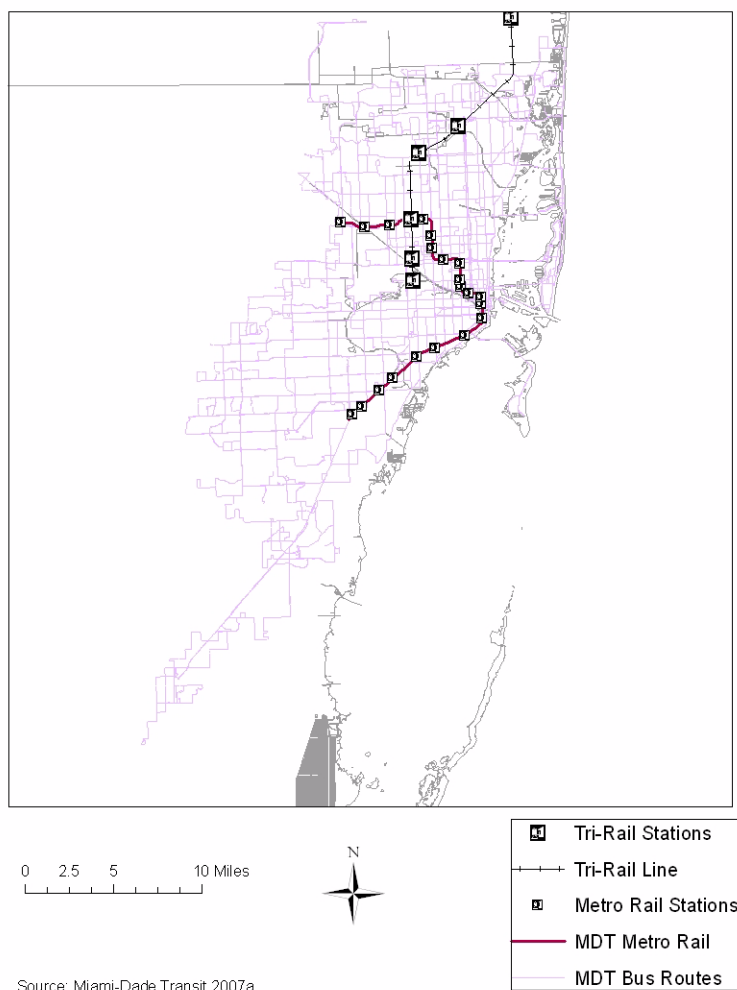 0 2.5 5 10 Miles
N
Tri-Rail Stations
Tri-Rail Line
Metro Rail Stations
MDT Metro Rail
MDT Bus Routes
Source: Miami-Dade Transit 2007a